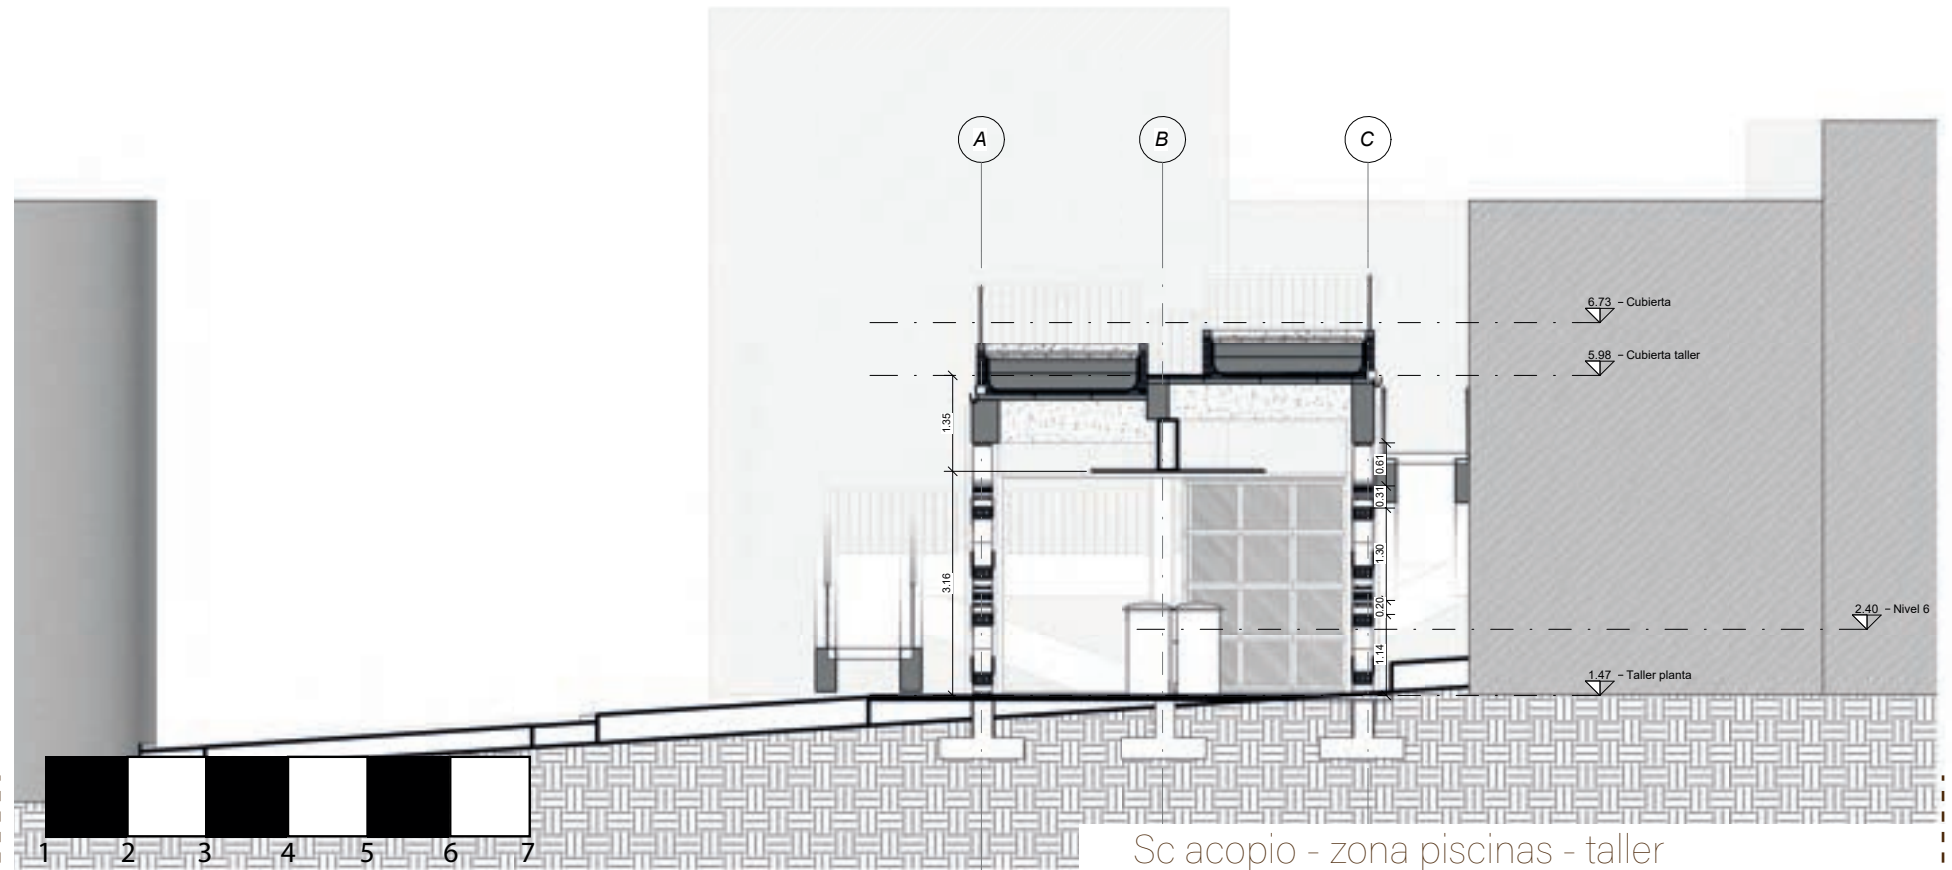 A B C
6.73 - Cubierta
5.98 - Cubierta taller
1.35
0.61
0.31
1.30
3.16
0.20
2.40 - Nivel 6
1.14
1.47 - Taller planta
1 2 3 4 5 6 7
Sc acopio - zona piscinas - taller